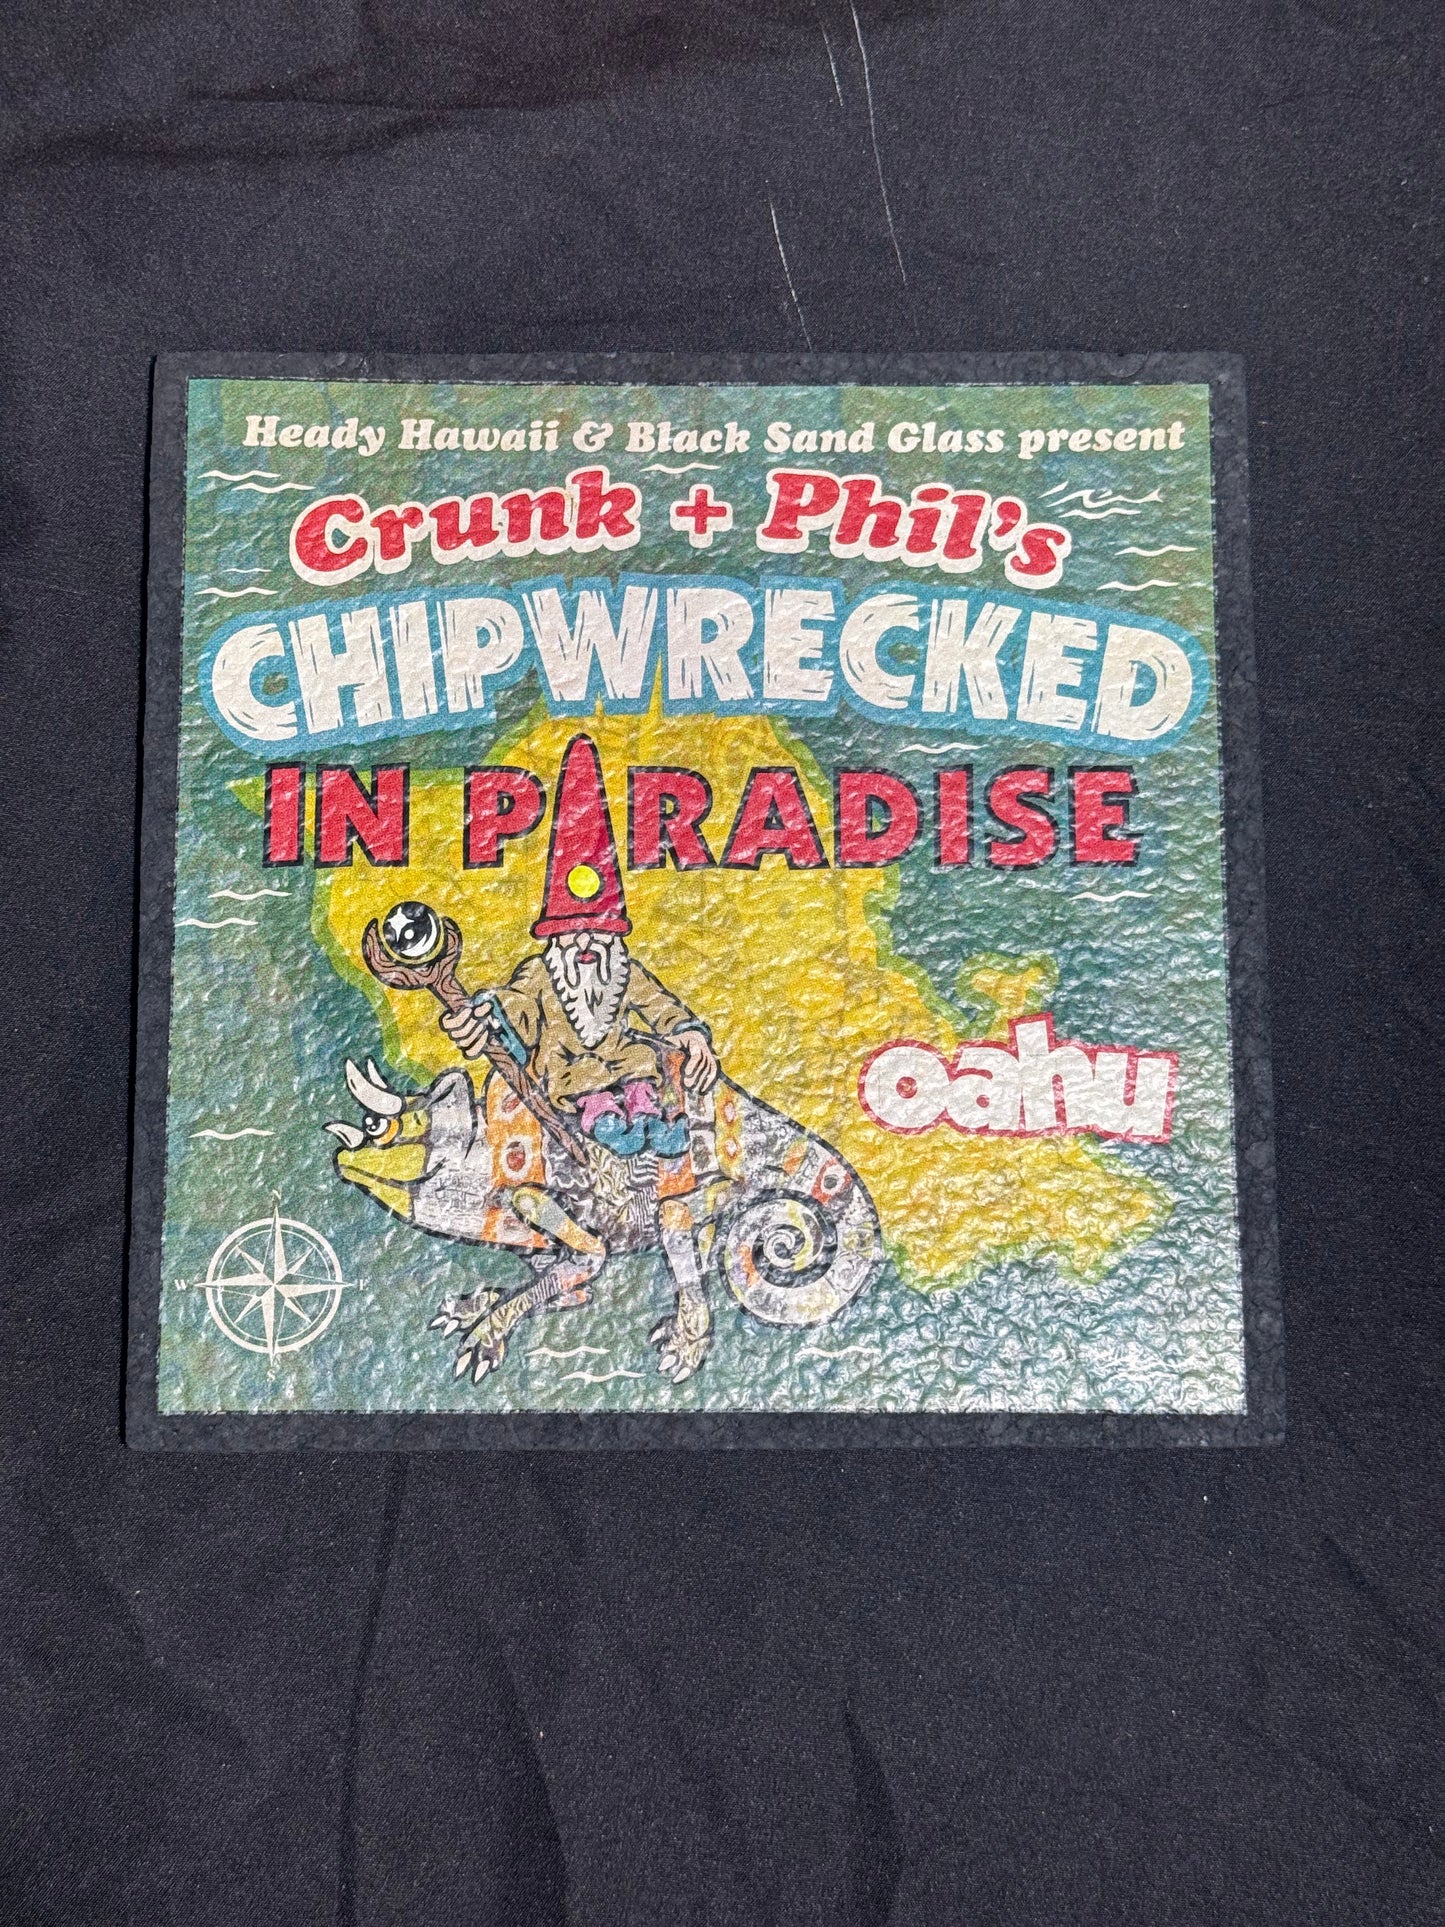 Heady Hawaii & Black Sand Glass present
Crunk + Phil's
CHIPWRECKED
IN PARADISE
oahu
N
W E
S